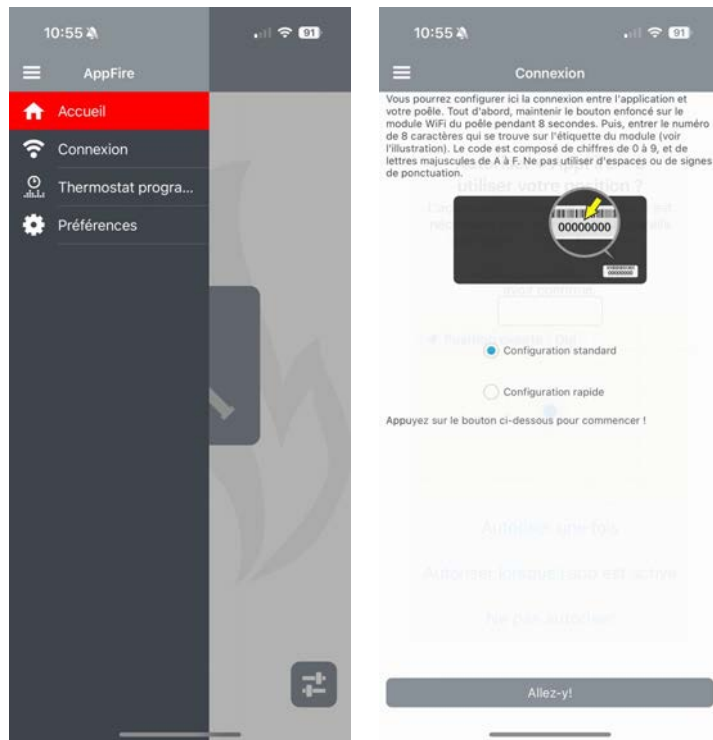 10:55
91
AppFire
Accueil
Connexion
Thermostat progra...
Préférences
10:55
91
Connexion
Vous pourrez configurer ici la connexion entre l'application et
votre poêle. Tout d'abord, maintenir le bouton enfoncé sur le
module WiFi du poêle pendant 8 secondes. Puis, entrer le numéro
de 8 caractères qui se trouve sur l'étiquette du module (voir
l'illustration). Le code est composé de chiffres de 0 à 9, et de
lettres majuscules de A à F. Ne pas utiliser d'espaces ou de signes
de ponctuation.
utiliser votre position ?
00000000
00000000
Configuration standard
Configuration rapide
Appuyez sur le bouton ci-dessous pour commencer !
Autoriser une fois
Autoriser lorsque l'app est active
Ne pas autoriser
Allez-y!